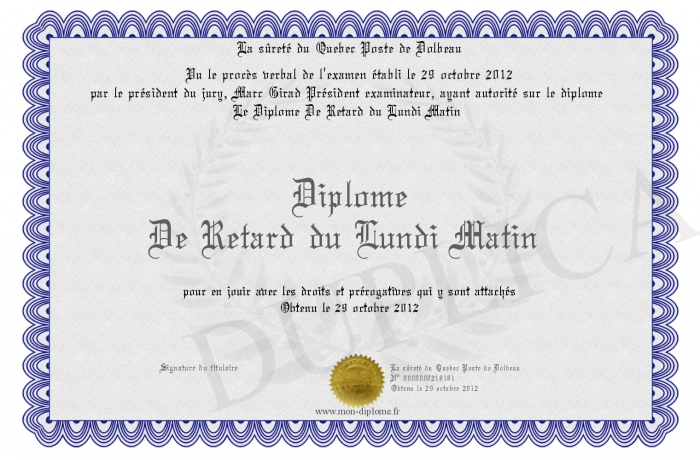 La sûreté du Quebec Poste de Dolbeau
Vu le procès verbal de l'examen établi le 29 octobre 2012
par le président du jury, Marc Girad Président examinateur, ayant autorité sur le diplome
Le Diplome De Retard du Lundi Matin
Diplome
De Retard du Lundi Matin
pour en jouir avec les droits et prérogatives qui y sont attachés
Obtenu le 29 octobre 2012
DUPLICA
Signature du titulaire
La sûreté du Quebec Poste de Dolbeau
N° 0000000218181
Obtenu le 29 octobre 2012
www.mon-diplome.fr